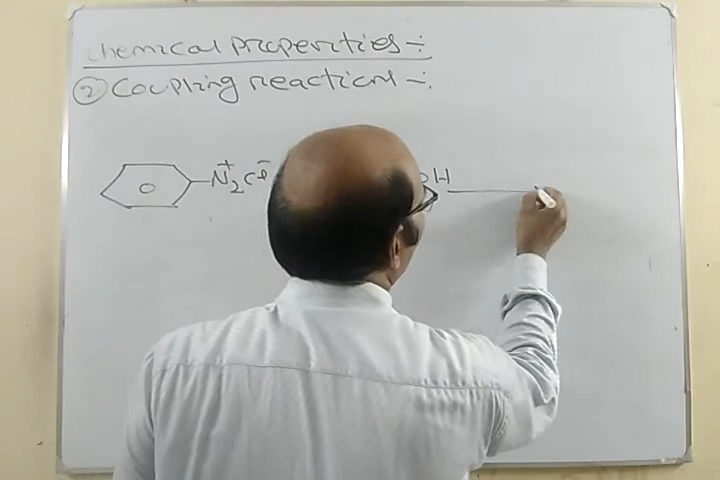 Chemical properties :-
② Coupling reaction :-
N₂⁺Cl⁻ OH